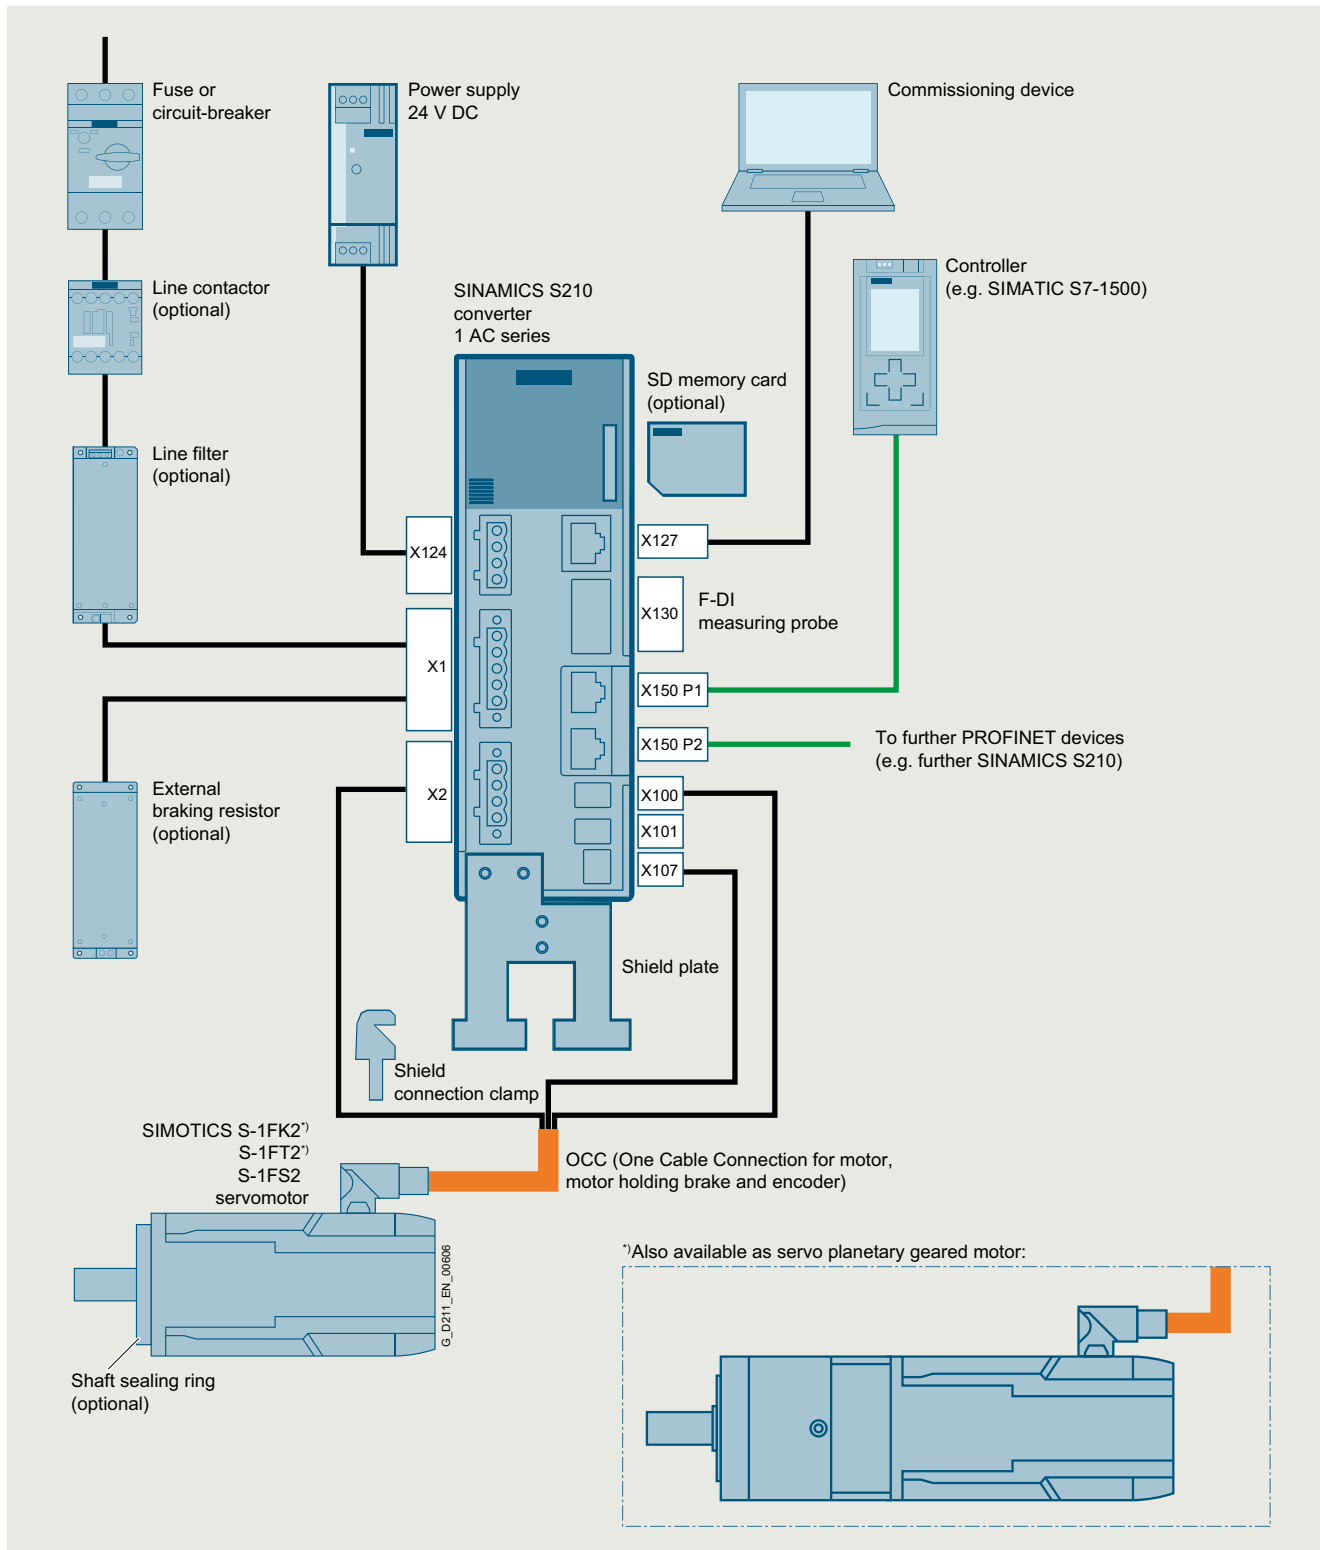 Fuse or
circuit-breaker
Power supply
24 V DC
Commissioning device
Line contactor
(optional)
Controller
(e.g. SIMATIC S7-1500)
SINAMICS S210
converter
1 AC series
SD memory card
(optional)
Line filter
(optional)
X124
X127
X130
F-DI
measuring probe
X1
X150 P1
X150 P2
To further PROFINET devices
(e.g. further SINAMICS S210)
X2
X100
X101
X107
External
braking resistor
(optional)
Shield plate
Shield
connection clamp
SIMOTICS S-1FK2*)
S-1FT2*)
S-1FS2
servomotor
OCC (One Cable Connection for motor,
motor holding brake and encoder)
G_D211_EN_00606
*)Also available as servo planetary geared motor:
Shaft sealing ring
(optional)